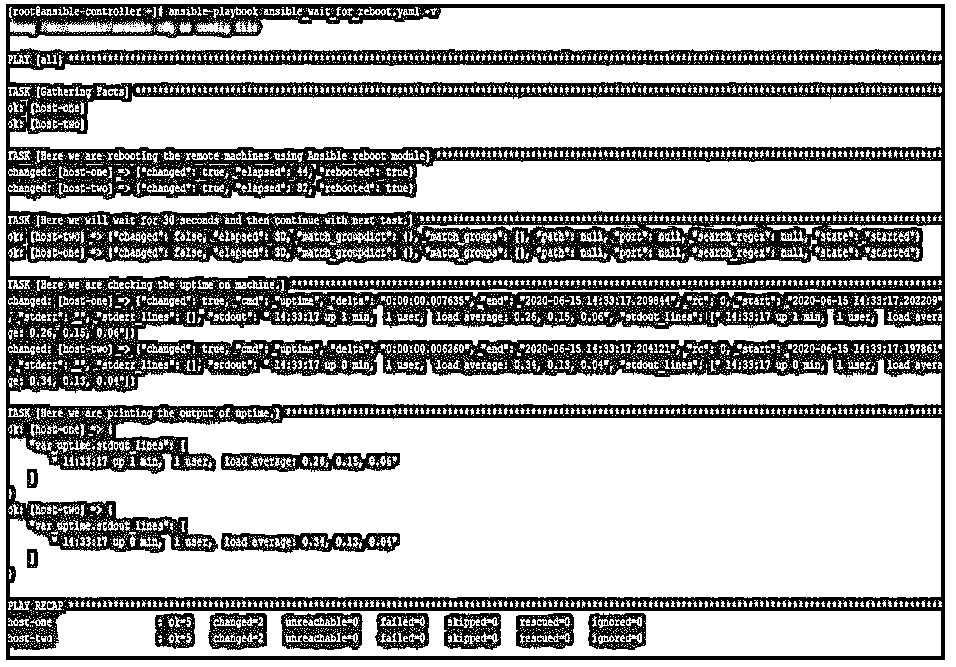 [root@ansible-controller ~]# ansible-playbook ansible_wait_for_reboot.yaml -v
PLAY [all] ****
TASK [Gathering Facts] ****
ok: [host-one]
ok: [host-two]
TASK [Here we are rebooting the remote machines using Ansible reboot module] ****
changed: [host-one] => {"changed": true, "elapsed": 44, "rebooted": true}
changed: [host-two] => {"changed": true, "elapsed": 82, "rebooted": true}
TASK [Here we will wait for 30 seconds and then continue with next task.] ****
ok: [host-two] => {"changed": false, "elapsed": 30, "match_groupdict": {}, "match_groups": [], "path": null, "port": null, "search_regex": null, "state": "started"}
ok: [host-one] => {"changed": false, "elapsed": 30, "match_groupdict": {}, "match_groups": [], "path": null, "port": null, "search_regex": null, "state": "started"}
TASK [Here we are checking the uptime on machine.] ****
changed: [host-one] => {"changed": true, "cmd": "uptime", "delta": "0:00:00.007635", "end": "2020-06-15 14:33:17.209844", "rc": 0, "start": "2020-06-15 14:33:17.202209"
, "stderr": "", "stderr_lines": [], "stdout": " 14:33:17 up 1 min,  1 user,  load average: 0.26, 0.15, 0.06", "stdout_lines": [" 14:33:17 up 1 min,  1 user,  load avera
ge: 0.26, 0.15, 0.06"]}
changed: [host-two] => {"changed": true, "cmd": "uptime", "delta": "0:00:00.006260", "end": "2020-06-15 14:33:17.204121", "rc": 0, "start": "2020-06-15 14:33:17.197861"
, "stderr": "", "stderr_lines": [], "stdout": " 14:33:17 up 0 min,  1 user,  load average: 0.34, 0.13, 0.04", "stdout_lines": [" 14:33:17 up 0 min,  1 user,  load avera
ge: 0.34, 0.13, 0.04"]}
TASK [Here we are printing the output of uptime.] ****
ok: [host-one] => {
"var_uptime.stdout_lines": [
" 14:33:17 up 1 min,  1 user,  load average: 0.26, 0.15, 0.06"
]
}
ok: [host-two] => {
"var_uptime.stdout_lines": [
" 14:33:17 up 0 min,  1 user,  load average: 0.34, 0.13, 0.04"
]
}
PLAY RECAP ****
host-one : ok=5 changed=2 unreachable=0 failed=0 skipped=0 rescued=0 ignored=0
host-two : ok=5 changed=2 unreachable=0 failed=0 skipped=0 rescued=0 ignored=0